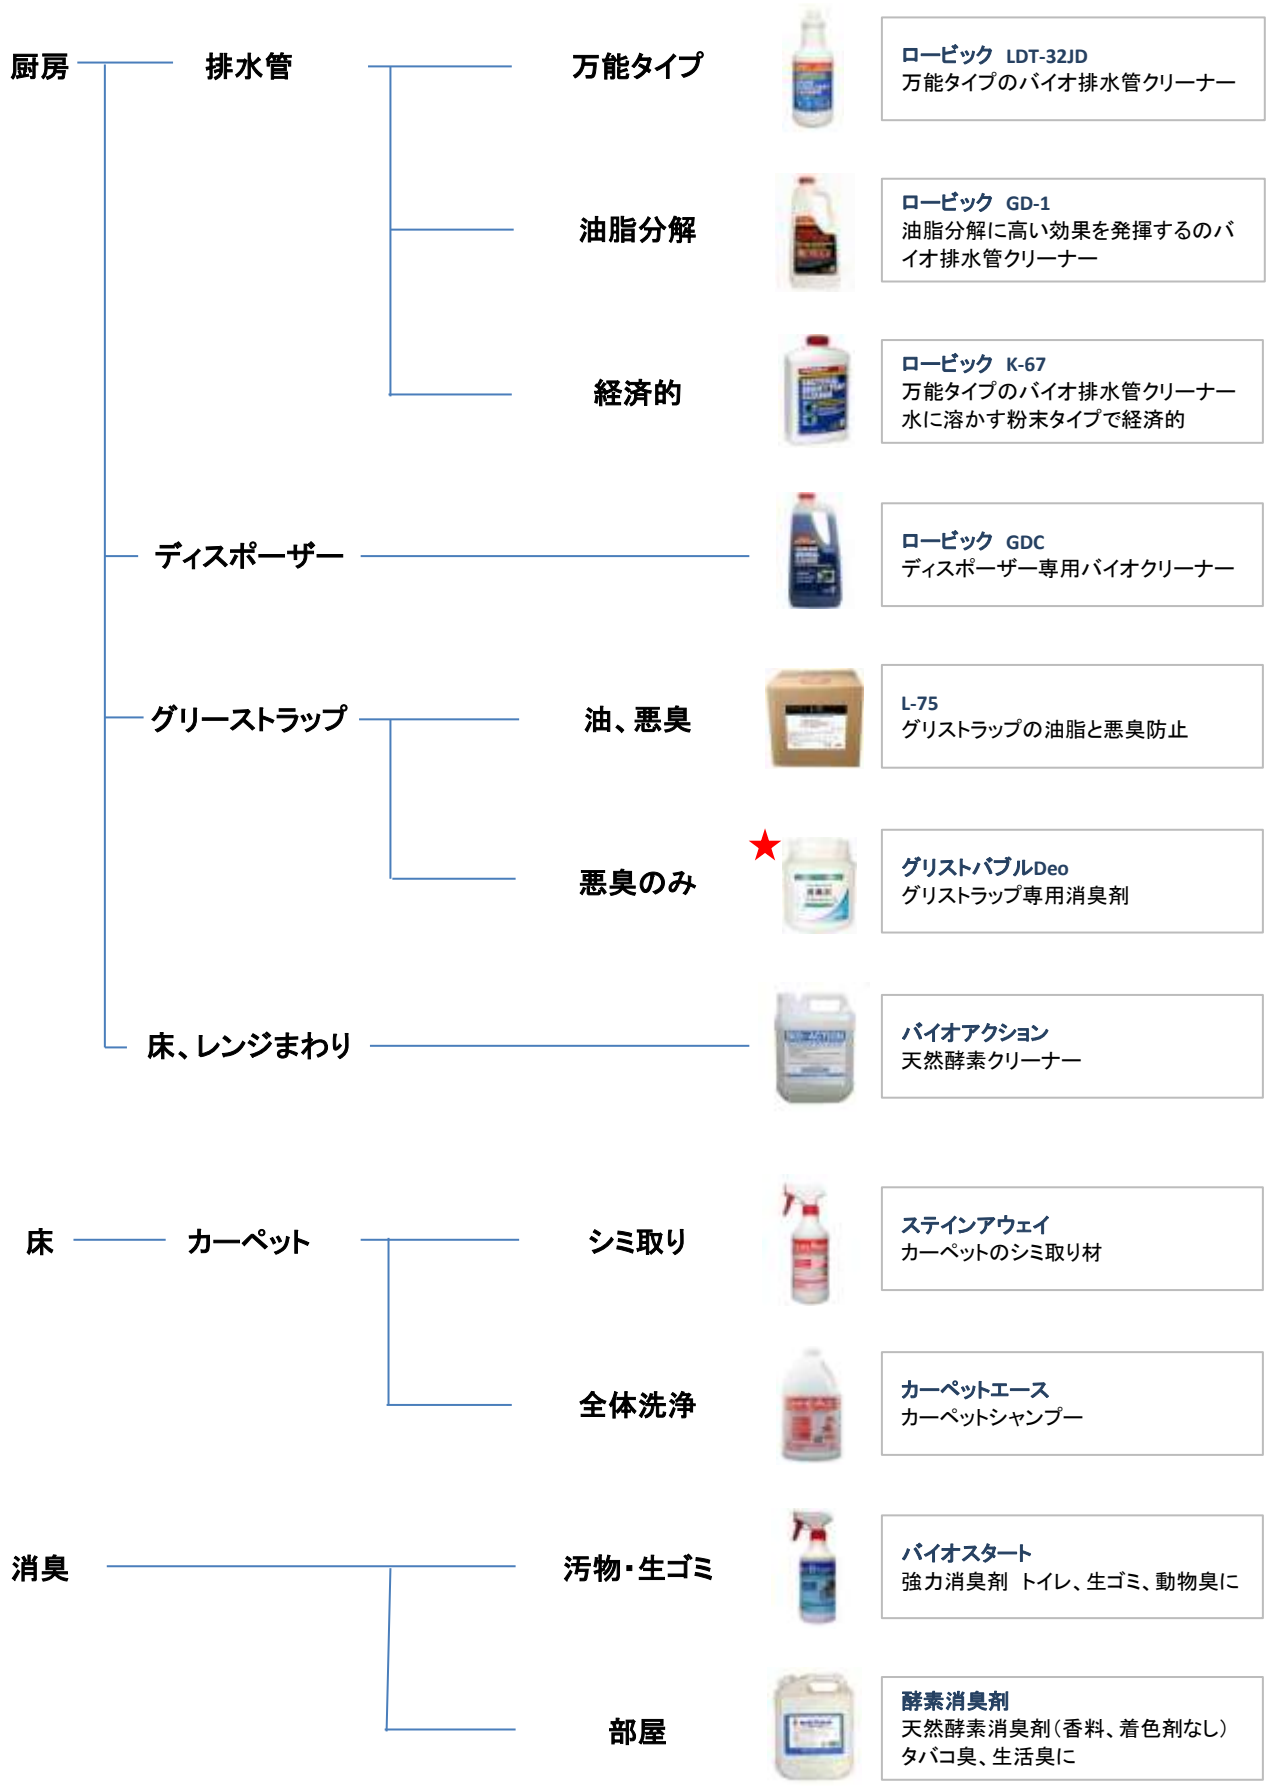 厨房
排水管
万能タイプ
ロービック LDT-32JD
万能タイプのバイオ排水管クリーナー
油脂分解
ロービック GD-1
油脂分解に高い効果を発揮するのバ
イオ排水管クリーナー
経済的
ロービック K-67
万能タイプのバイオ排水管クリーナー
水に溶かす粉末タイプで経済的
ディスポーザー
ロービック GDC
ディスポーザー専用バイオクリーナー
グリーストラップ
油、悪臭
L-75
グリストラップの油脂と悪臭防止
悪臭のみ
グリストバブルDeo
グリストラップ専用消臭剤
床、レンジまわり
BIO-ACTION
バイオアクション
天然酵素クリーナー
床
カーペット
シミ取り
ステインアウェイ
カーペットのシミ取り材
全体洗浄
カーペットエース
カーペットシャンプー
消臭
汚物・生ゴミ
バイオスタート
強力消臭剤 トイレ、生ゴミ、動物臭に
部屋
酵素消臭剤
天然酵素消臭剤(香料、着色剤なし)
タバコ臭、生活臭に